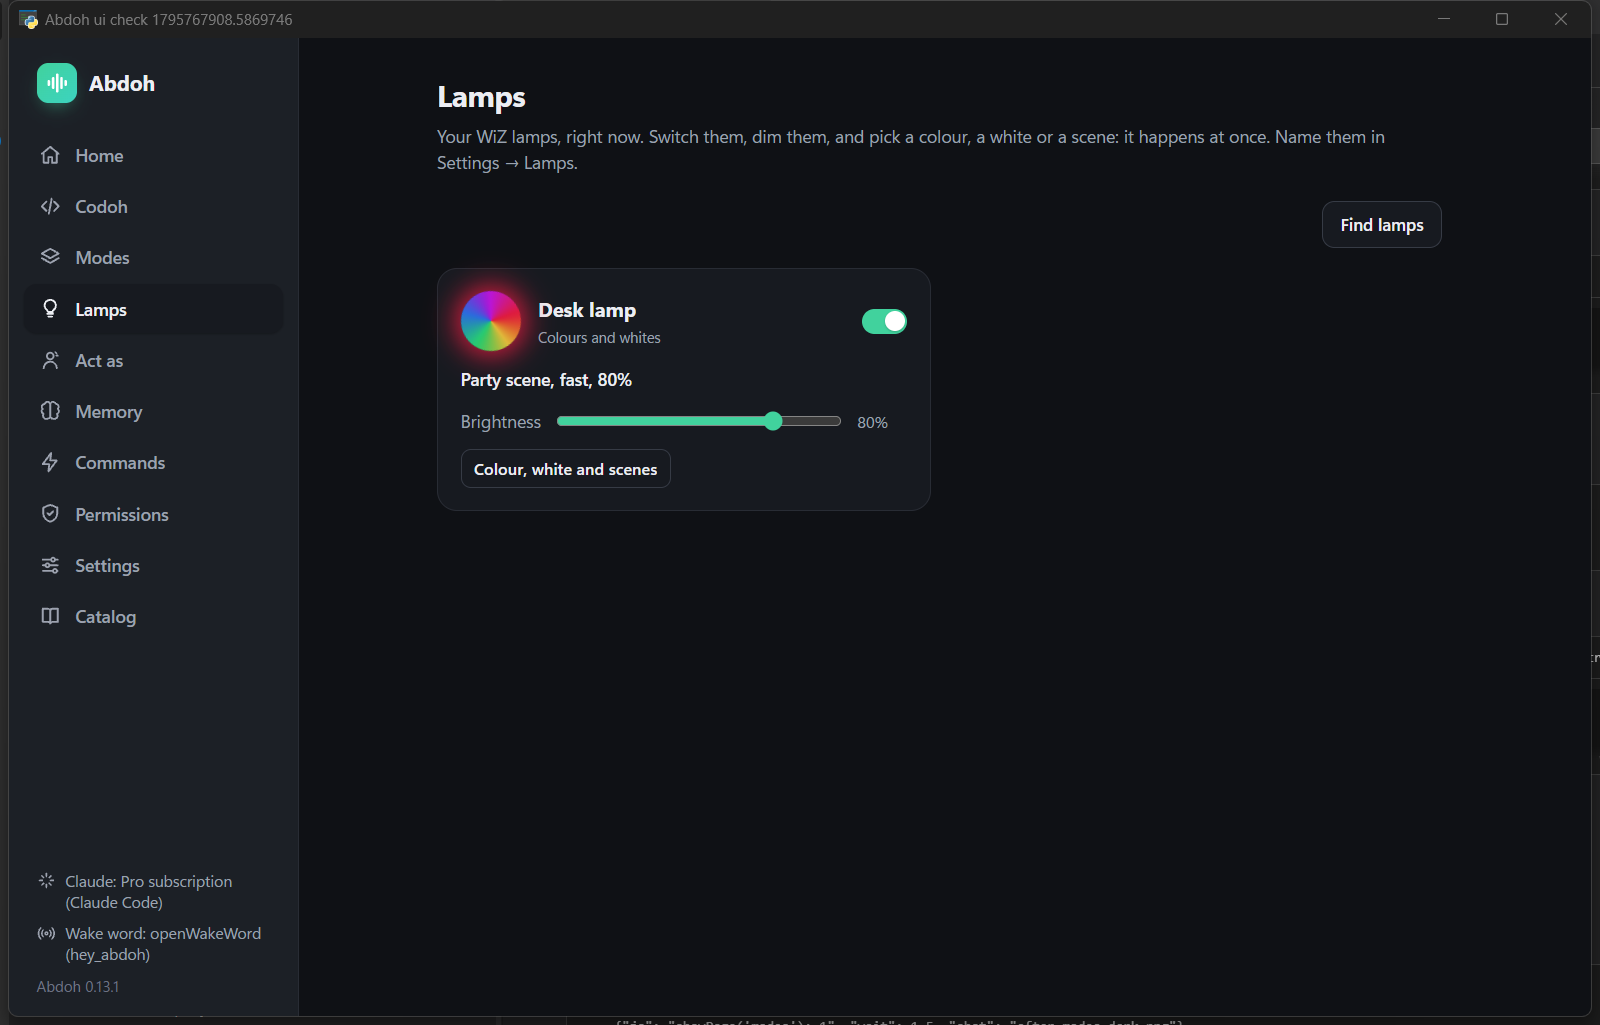 Abdoh ui check 1795767908.5869746
Abdoh
Home
Codoh
Modes
Lamps
Act as
Memory
Commands
Permissions
Settings
Catalog
Claude: Pro subscription
(Claude Code)
Wake word: openWakeWord
(hey_abdoh)
Abdoh 0.13.1
Lamps
Your WiZ lamps, right now. Switch them, dim them, and pick a colour, a white or a scene: it happens at once. Name them in
Settings → Lamps.
Find lamps
Desk lamp
Colours and whites
Party scene, fast, 80%
Brightness 80%
Colour, white and scenes